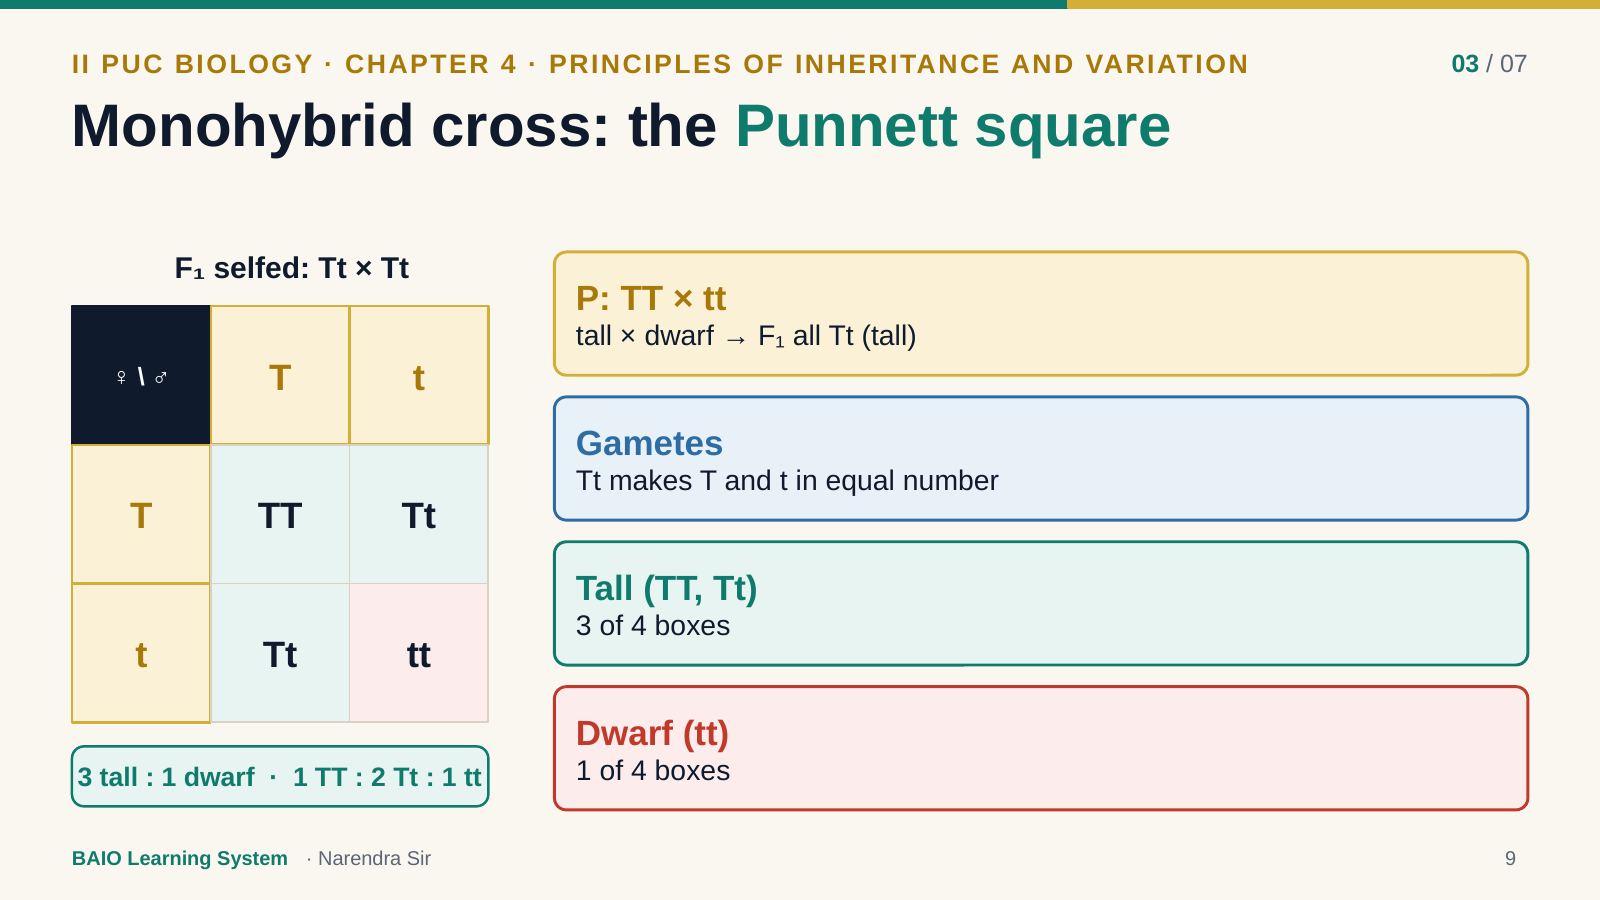 II PUC BIOLOGY · CHAPTER 4 · PRINCIPLES OF INHERITANCE AND VARIATION
03 / 07
Monohybrid cross: the Punnett square
F₁ selfed: Tt × Tt
♀ \ ♂ T t
T TT Tt
t Tt tt
3 tall : 1 dwarf · 1 TT : 2 Tt : 1 tt
P: TT × tt
tall × dwarf → F₁ all Tt (tall)
Gametes
Tt makes T and t in equal number
Tall (TT, Tt)
3 of 4 boxes
Dwarf (tt)
1 of 4 boxes
BAIO Learning System · Narendra Sir
9